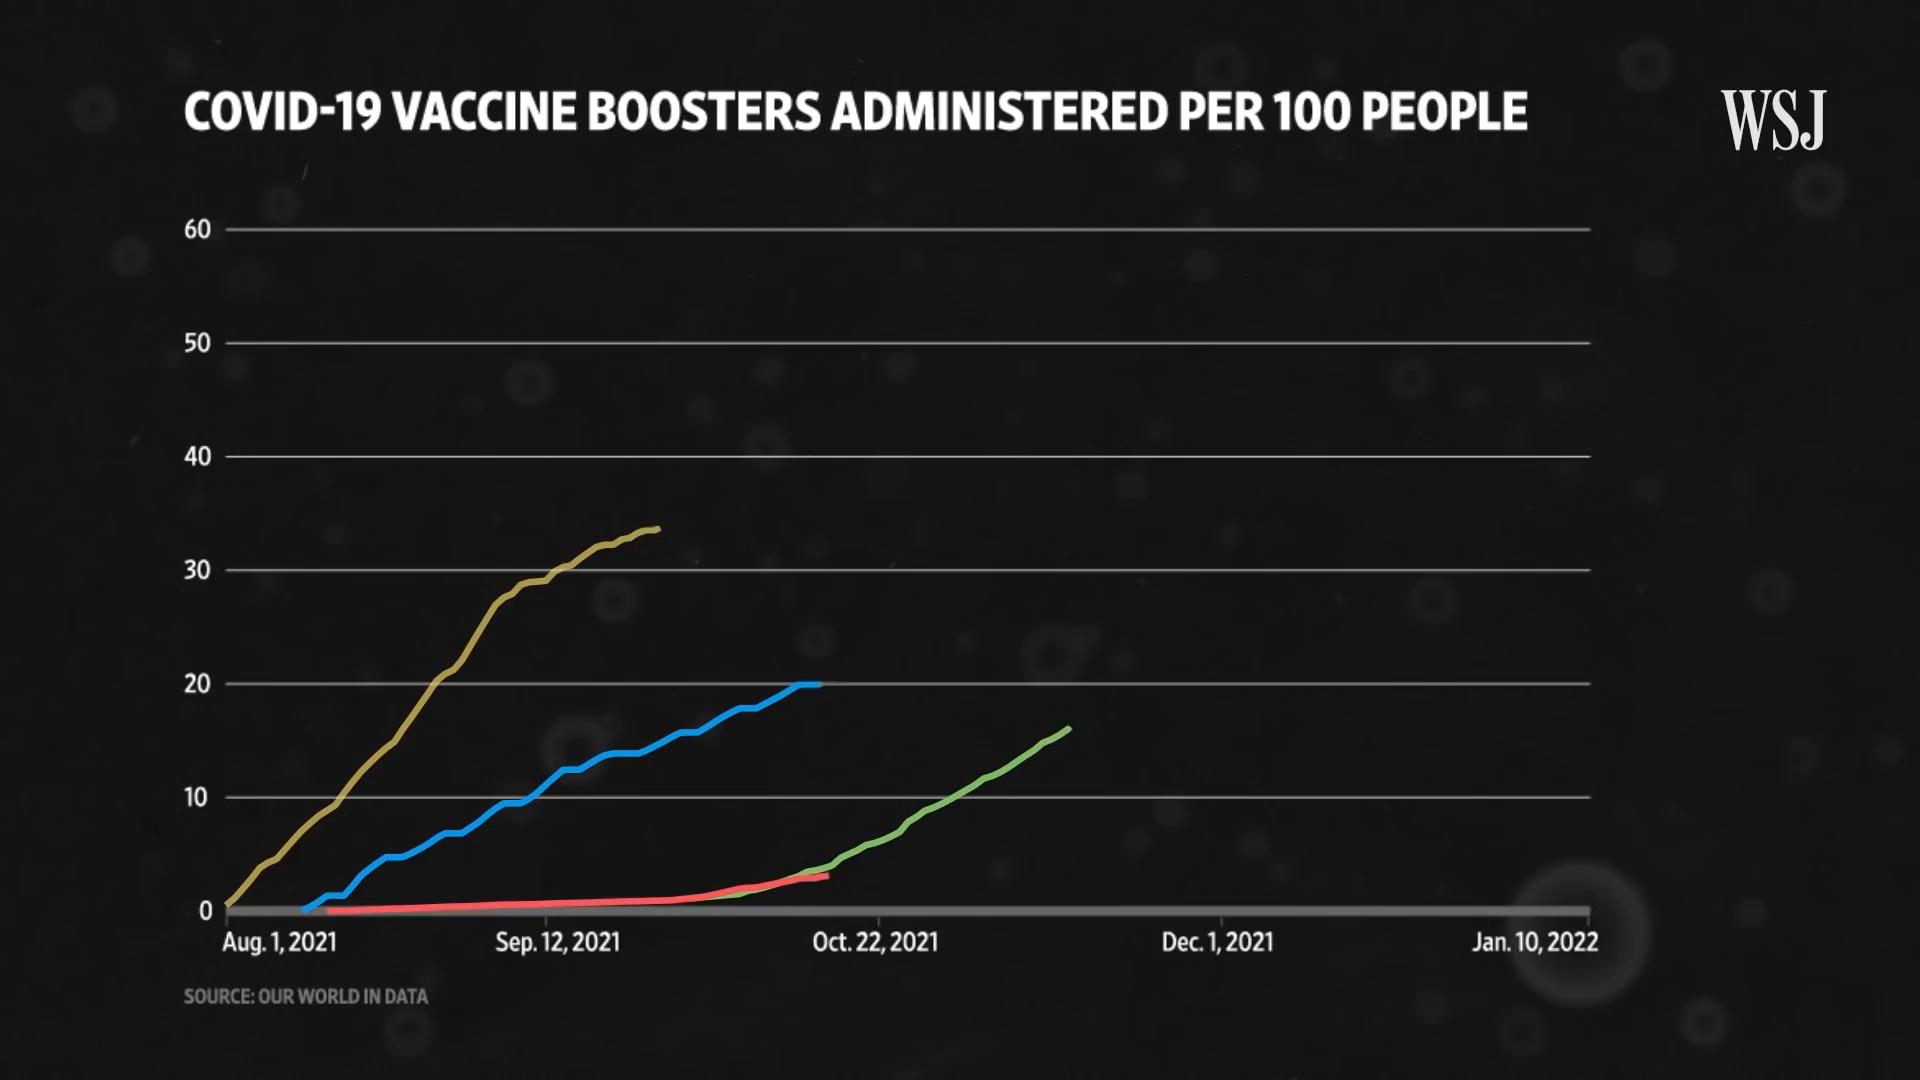 COVID-19 VACCINE BOOSTERS ADMINISTERED PER 100 PEOPLE
WSJ
60
50
40
30
20
10
0
Aug. 1, 2021 Sep. 12, 2021 Oct. 22, 2021 Dec. 1, 2021 Jan. 10, 2022
SOURCE: OUR WORLD IN DATA